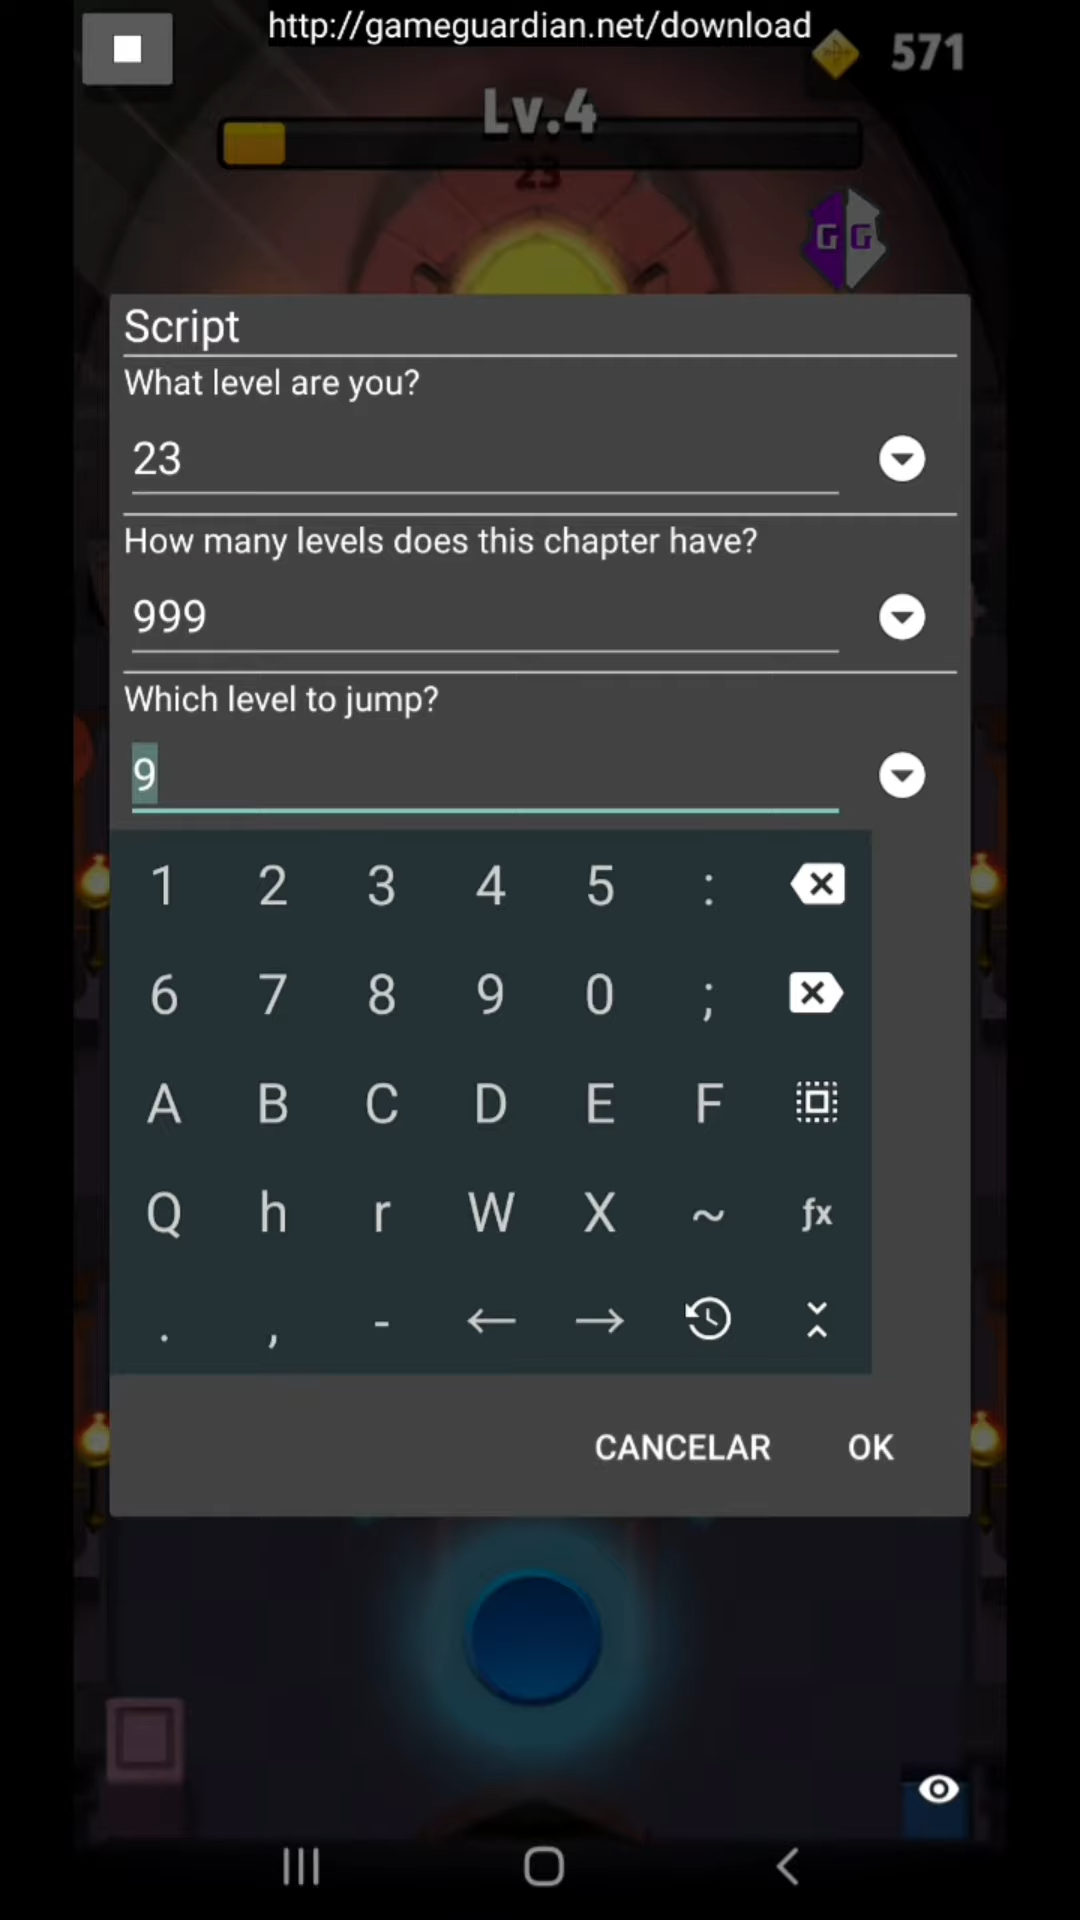 http://gameguardian.net/download
571
Lv.4
23
G G
Script
What level are you?
23
How many levels does this chapter have?
999
Which level to jump?
9
1 2 3 4 5 :
6 7 8 9 0 ;
A B C D E F
Q h r W X ~ fx
. , - ← →
CANCELAR OK